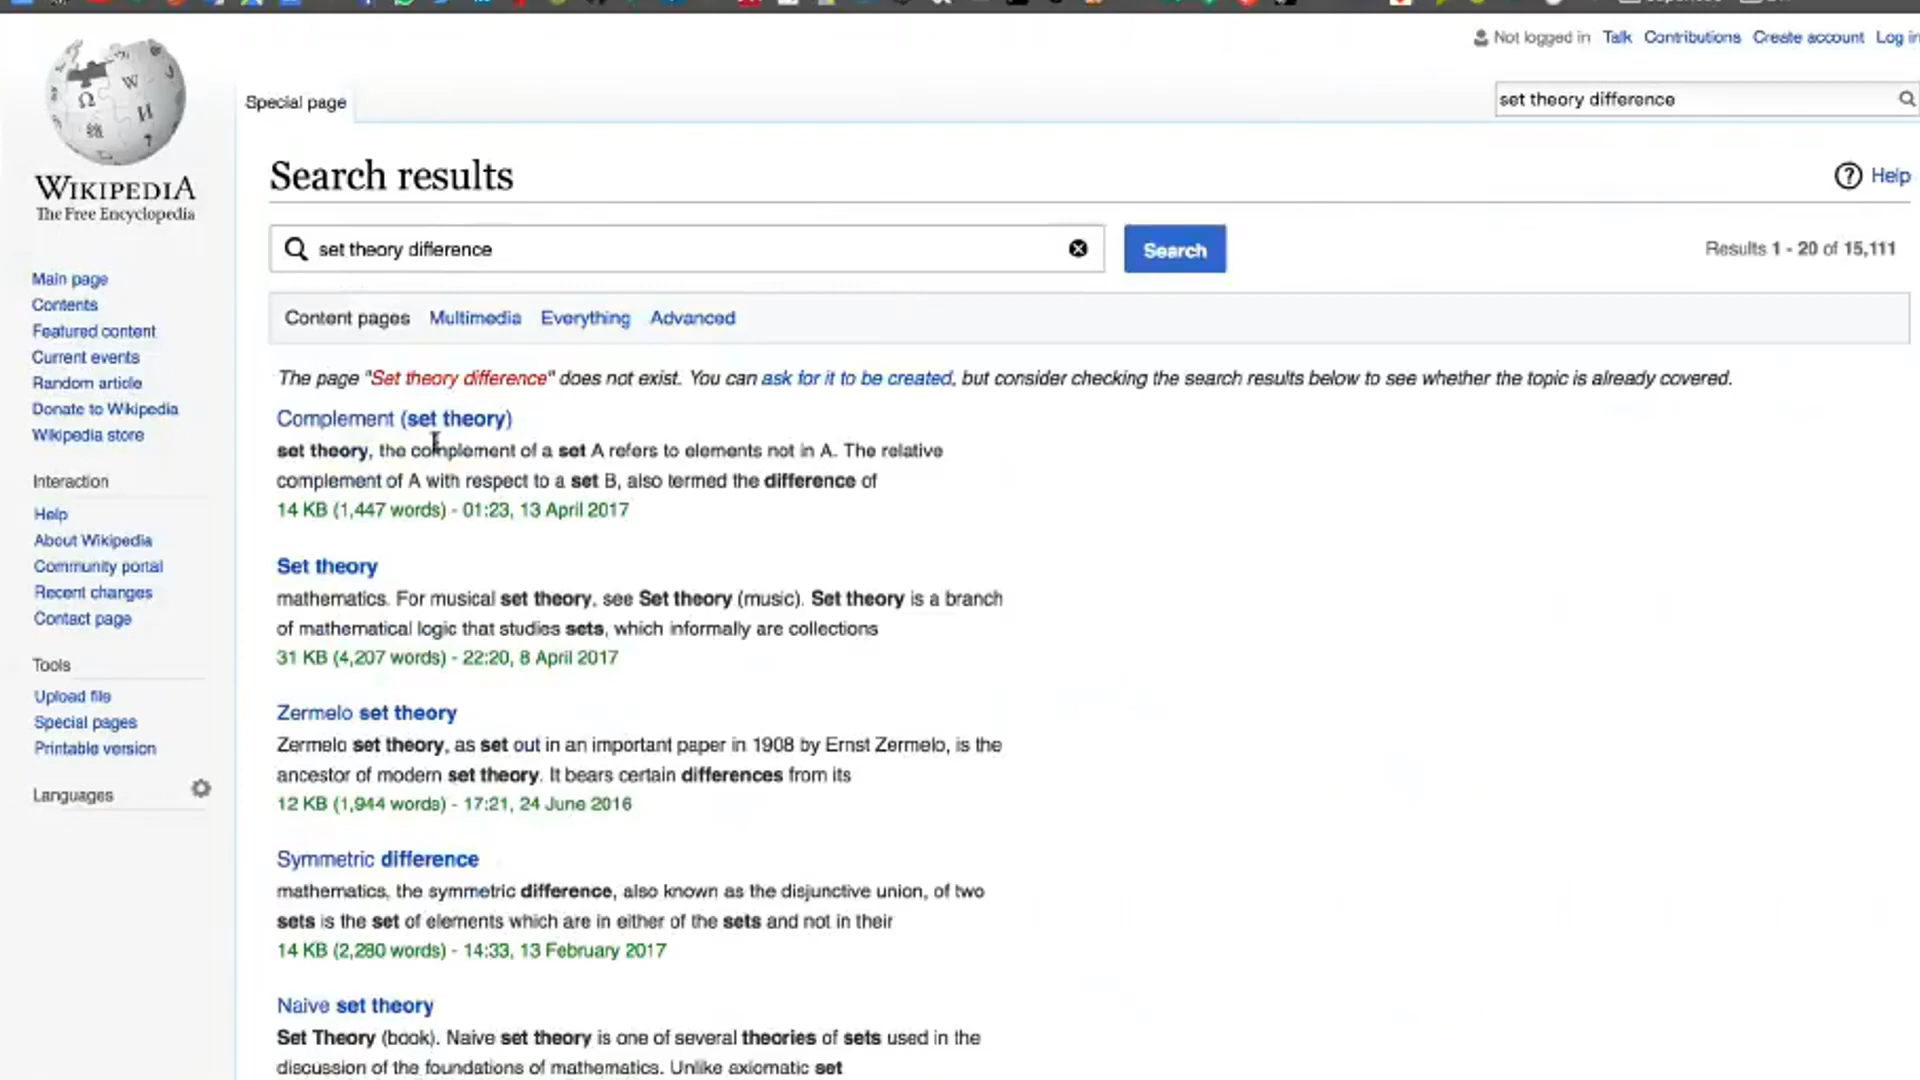 Not logged in Talk Contributions Create account Log in
Special page
set theory difference
WIKIPEDIA
The Free Encyclopedia
Search results
Help
set theory difference
Search
Results 1 - 20 of 15,111
Content pages Multimedia Everything Advanced
The page "Set theory difference" does not exist. You can ask for it to be created, but consider checking the search results below to see whether the topic is already covered.
Main page
Contents
Featured content
Current events
Random article
Donate to Wikipedia
Wikipedia store
Interaction
Help
About Wikipedia
Community portal
Recent changes
Contact page
Tools
Upload file
Special pages
Printable version
Languages
Complement (set theory)
set theory, the complement of a set A refers to elements not in A. The relative
complement of A with respect to a set B, also termed the difference of
14 KB (1,447 words) - 01:23, 13 April 2017
Set theory
mathematics. For musical set theory, see Set theory (music). Set theory is a branch
of mathematical logic that studies sets, which informally are collections
31 KB (4,207 words) - 22:20, 8 April 2017
Zermelo set theory
Zermelo set theory, as set out in an important paper in 1908 by Ernst Zermelo, is the
ancestor of modern set theory. It bears certain differences from its
12 KB (1,944 words) - 17:21, 24 June 2016
Symmetric difference
mathematics, the symmetric difference, also known as the disjunctive union, of two
sets is the set of elements which are in either of the sets and not in their
14 KB (2,280 words) - 14:33, 13 February 2017
Naive set theory
Set Theory (book). Naive set theory is one of several theories of sets used in the
discussion of the foundations of mathematics. Unlike axiomatic set